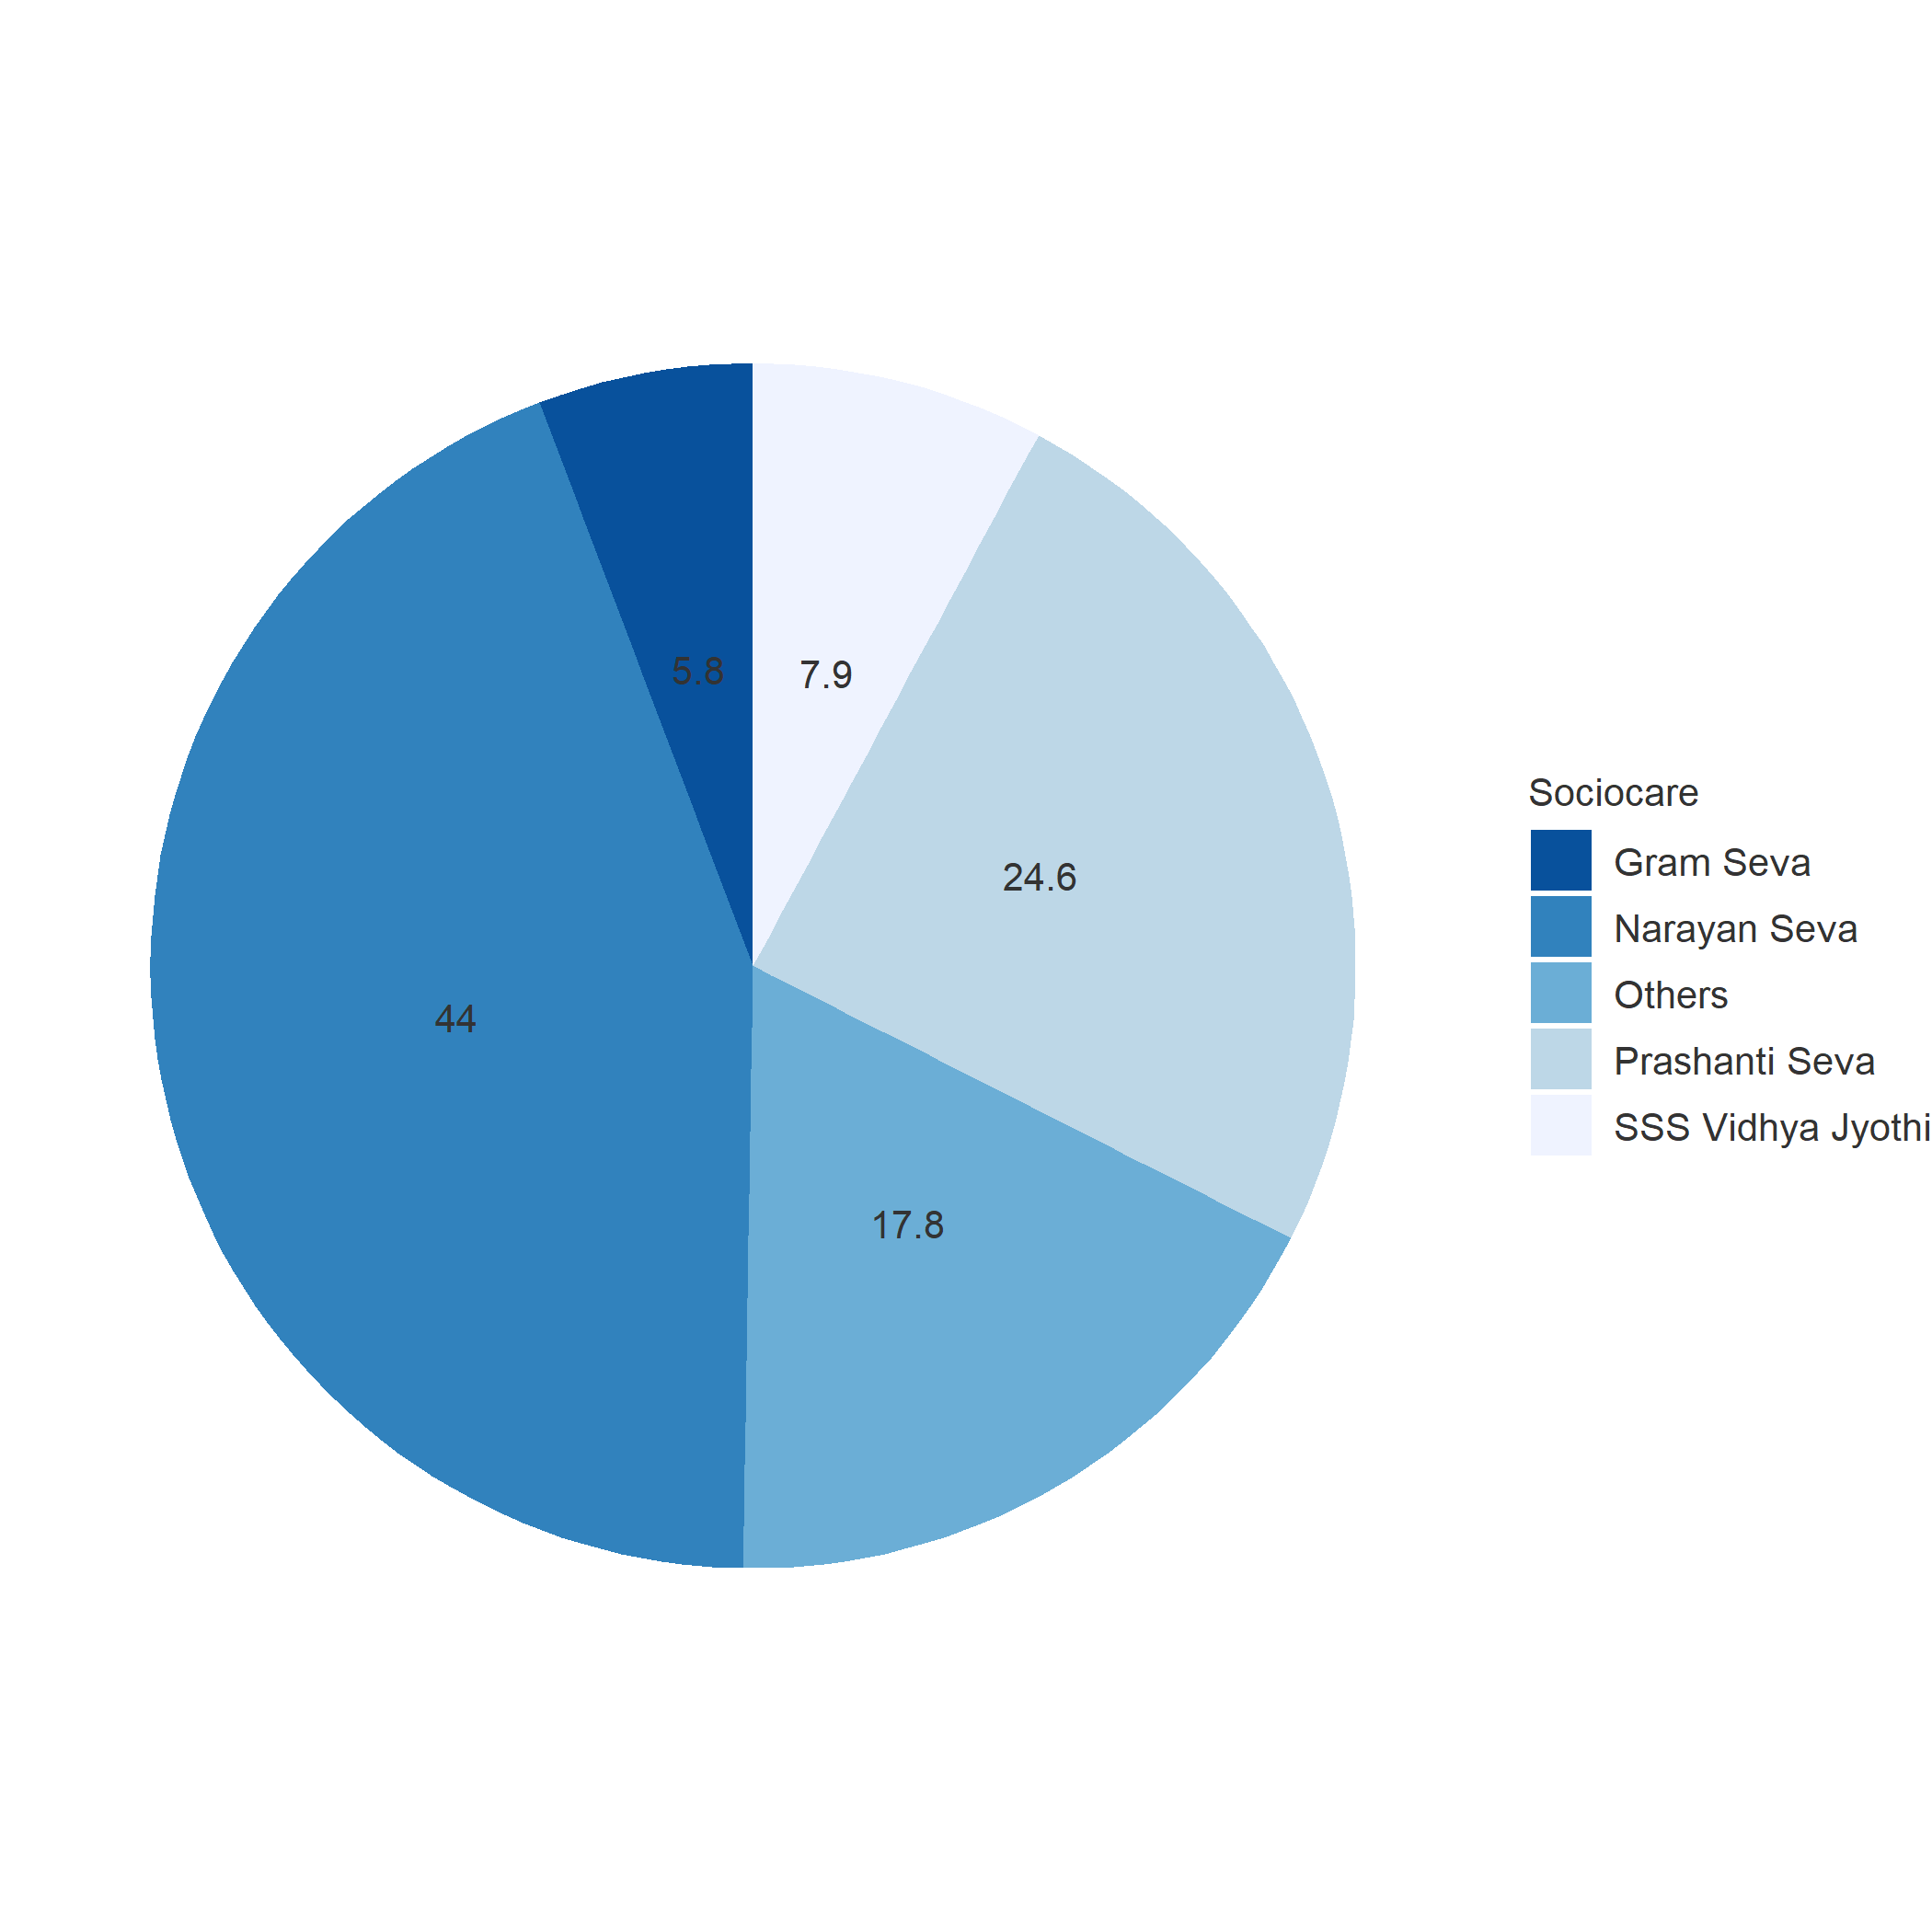 5.8
7.9
24.6
44
17.8
Sociocare
Gram Seva
Narayan Seva
Others
Prashanti Seva
SSS Vidhya Jyothi